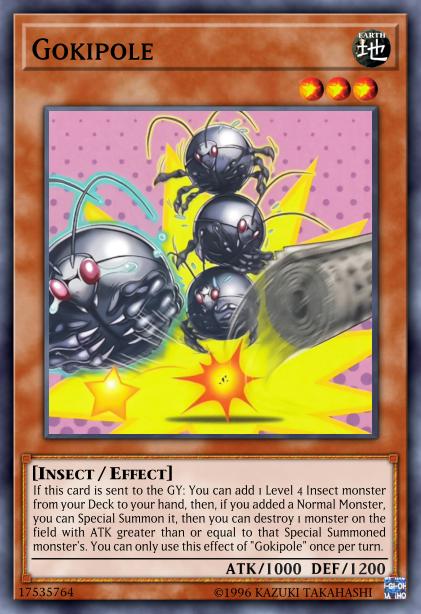 Gokipole
EARTH
地
[Insect / Effect]
If this card is sent to the GY: You can add 1 Level 4 Insect monster
from your Deck to your hand, then, if you added a Normal Monster,
you can Special Summon it, then you can destroy 1 monster on the
field with ATK greater than or equal to that Special Summoned
monster's. You can only use this effect of "Gokipole" once per turn.
ATK/1000 DEF/1200
17535764
©1996 KAZUKI TAKAHASHI